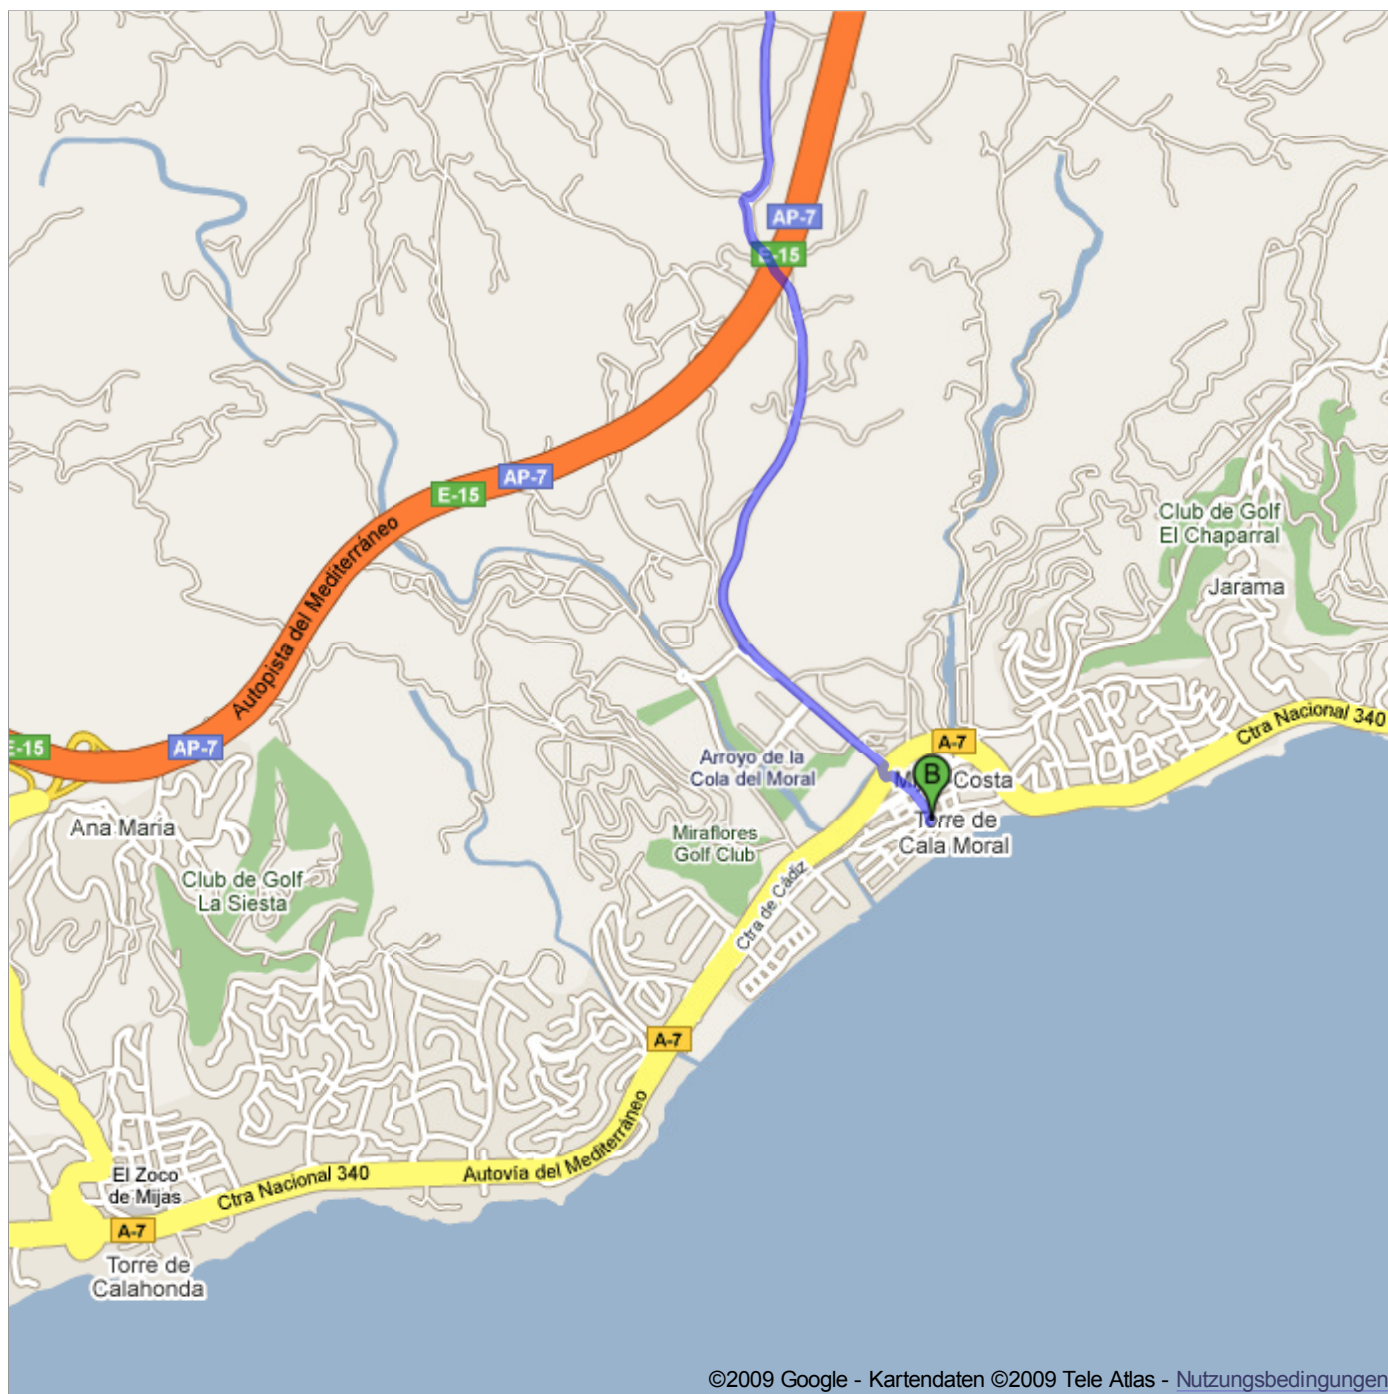 AP-7
E-15
AP-7
E-15
Autopista del Mediterráneo
Club de Golf
El Chaparral
Jarama
Ctra Nacional 340
A-7
E-15
AP-7
Arroyo de la
Cola del Moral
B
Costa
Torre de
Cala Moral
Ana María
Miraflores
Golf Club
Club de Golf
La Siesta
Ctra de Cádiz
A-7
Autovía del Mediterráneo
El Zoco
de Mijas
Ctra Nacional 340
A-7
Torre de
Calahonda
©2009 Google - Kartendaten ©2009 Tele Atlas - Nutzungsbedingungen